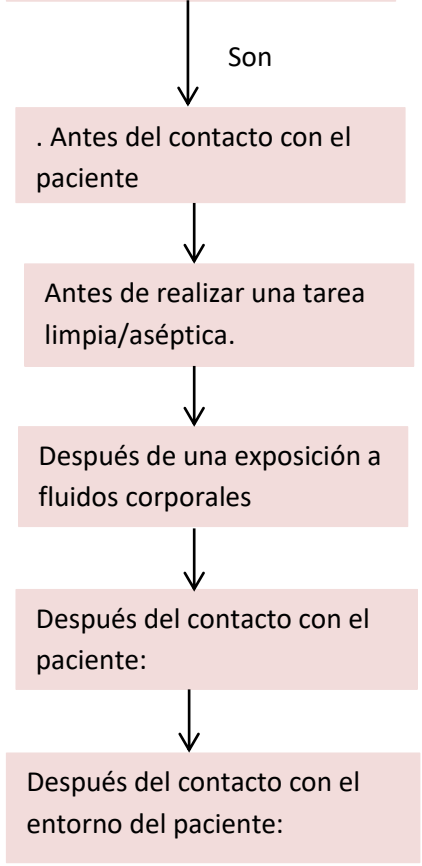 Son
. Antes del contacto con el
paciente
Antes de realizar una tarea
limpia/aséptica.
Después de una exposición a
fluidos corporales
Después del contacto con el
paciente:
Después del contacto con el
entorno del paciente: